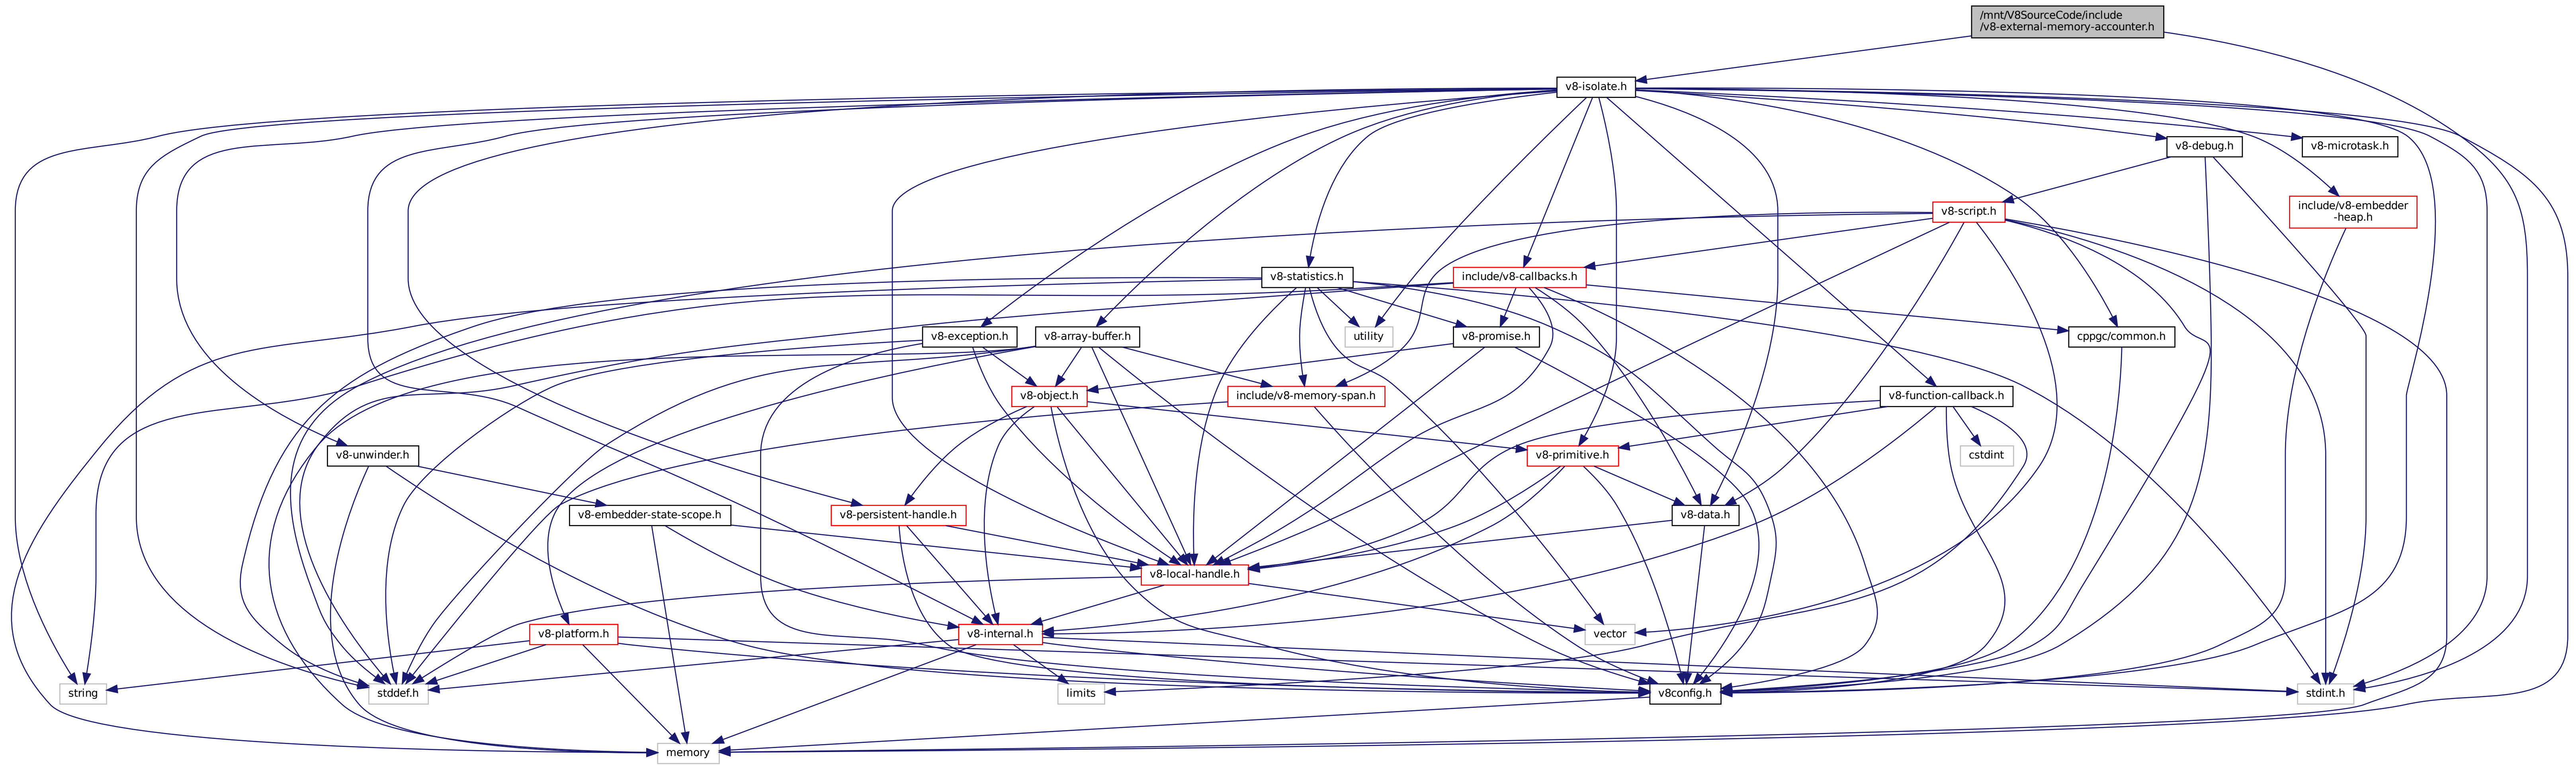 /mnt/V8SourceCode/include
/v8-external-memory-accounter.h
v8-isolate.h
v8-debug.h
v8-microtask.h
v8-script.h
include/v8-embedder
-heap.h
v8-statistics.h
include/v8-callbacks.h
v8-exception.h
v8-array-buffer.h
utility
v8-promise.h
cppgc/common.h
v8-object.h
include/v8-memory-span.h
v8-function-callback.h
v8-unwinder.h
v8-primitive.h
cstdint
v8-embedder-state-scope.h
v8-persistent-handle.h
v8-data.h
v8-local-handle.h
v8-platform.h
v8-internal.h
vector
string
stddef.h
limits
v8config.h
stdint.h
memory